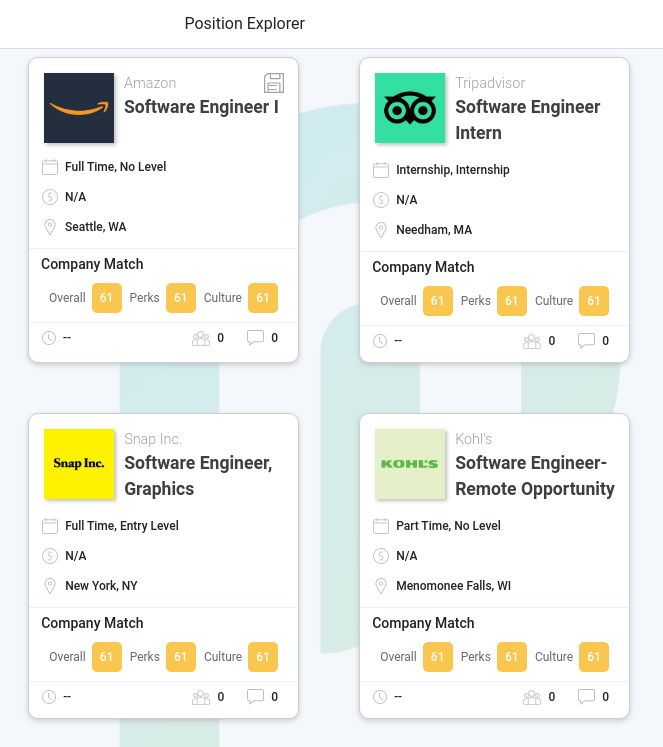 Position Explorer
Amazon
Software Engineer I
Full Time, No Level
N/A
Seattle, WA
Company Match
Overall 61 Perks 61 Culture 61
-- 0 0
Tripadvisor
Software Engineer
Intern
Internship, Internship
N/A
Needham, MA
Company Match
Overall 61 Perks 61 Culture 61
-- 0 0
Snap Inc.
Snap Inc.
Software Engineer,
Graphics
Full Time, Entry Level
N/A
New York, NY
Company Match
Overall 61 Perks 61 Culture 61
-- 0 0
KOHL'S
Kohl's
Software Engineer-
Remote Opportunity
Part Time, No Level
N/A
Menomonee Falls, WI
Company Match
Overall 61 Perks 61 Culture 61
-- 0 0